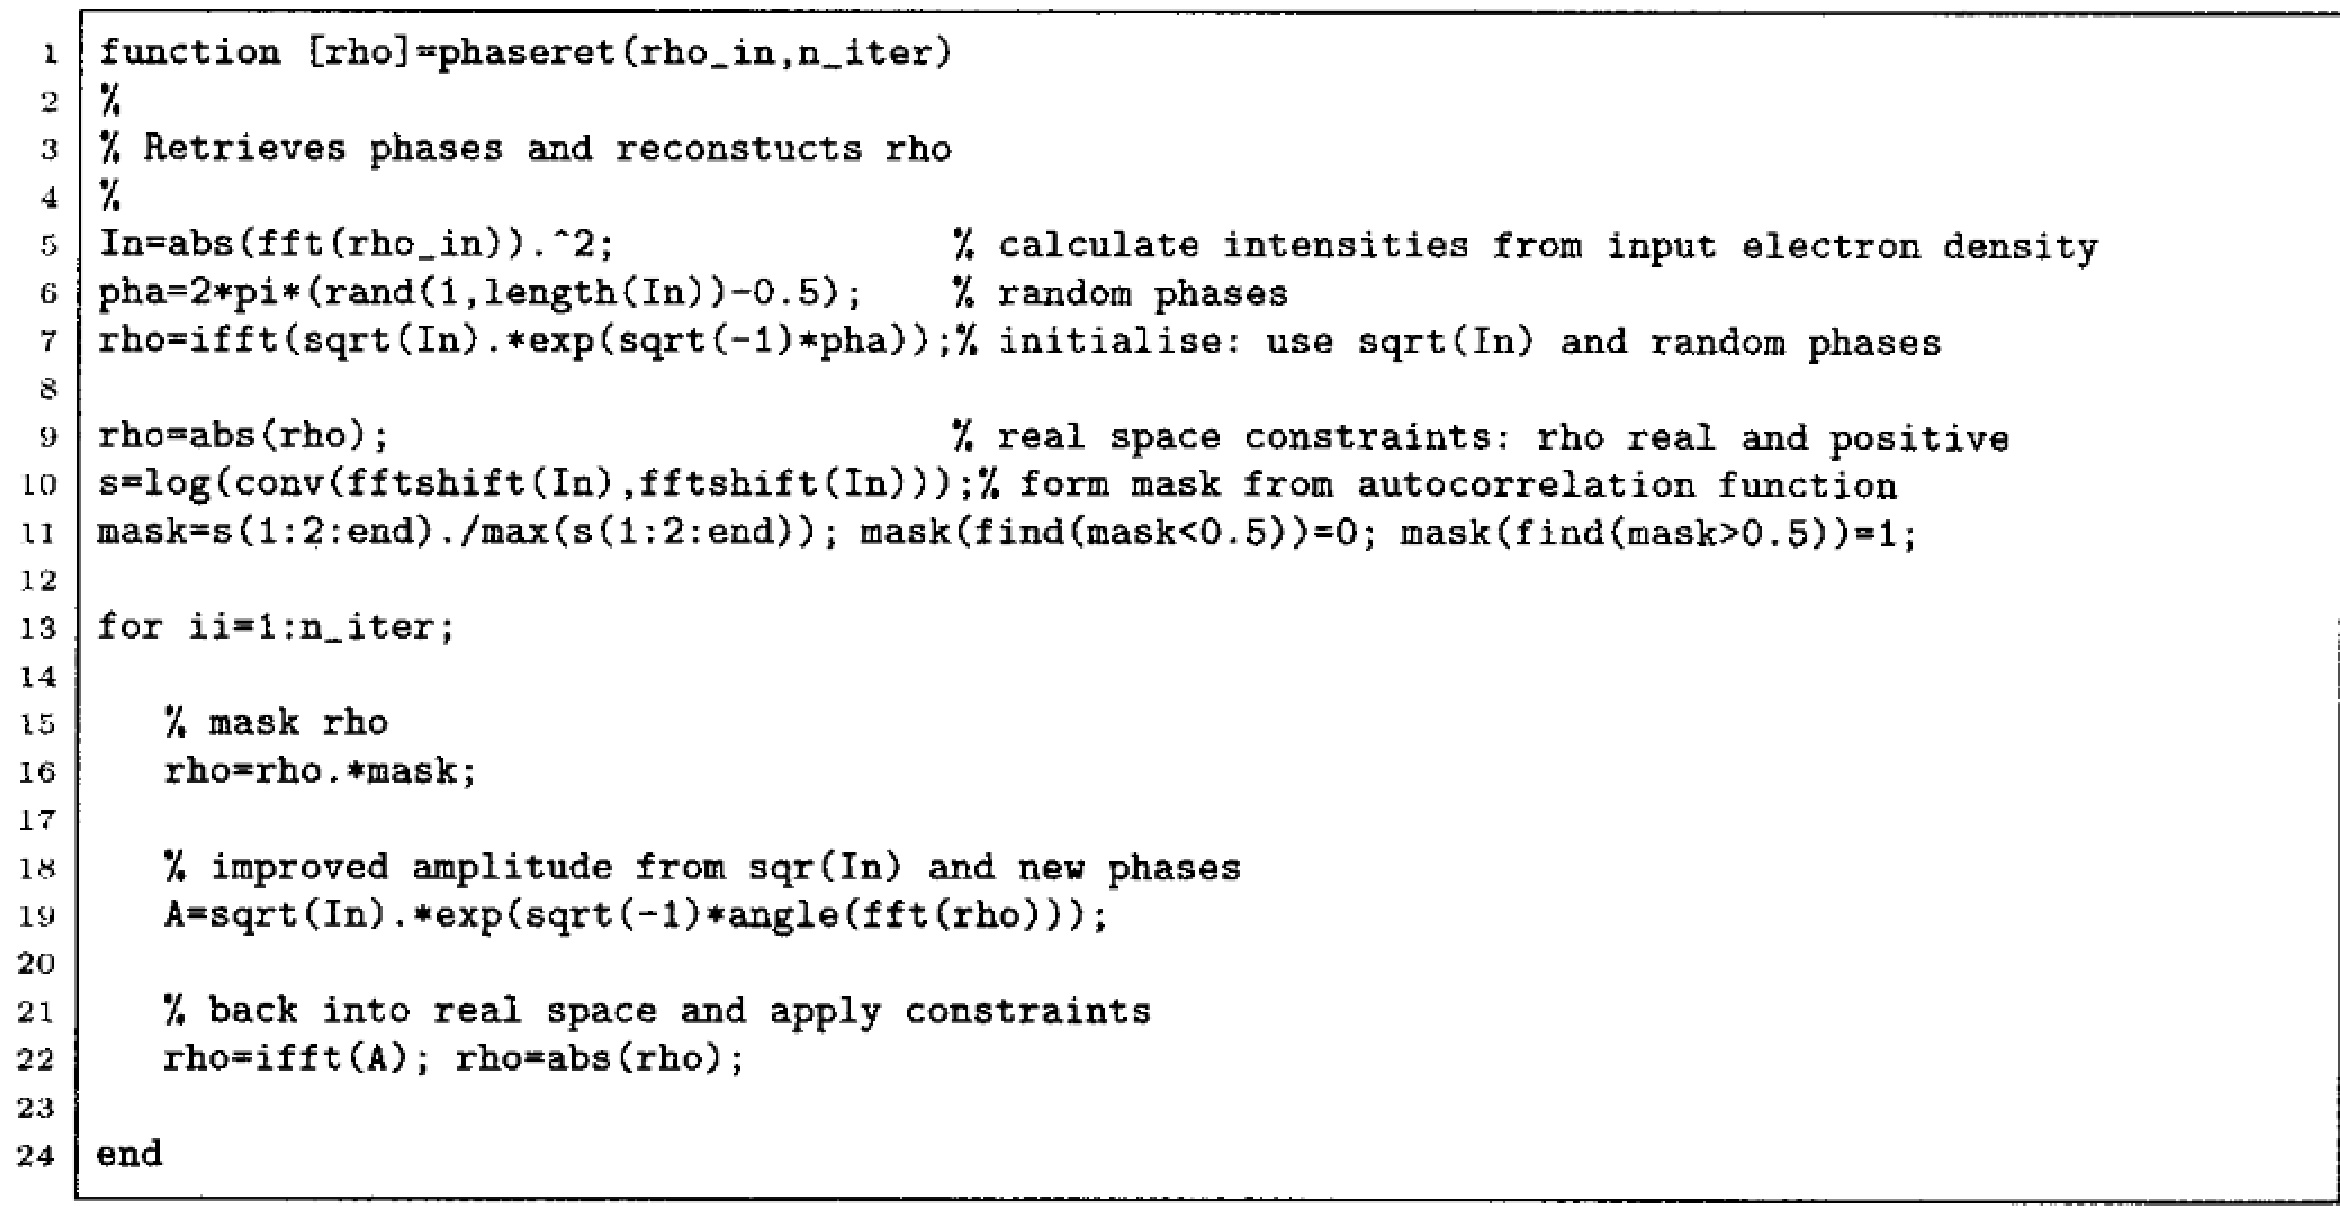 1 function [rho]=phaseret(rho_in,n_iter)
2 %
3 % Retrieves phases and reconstucts rho
4 %
5 In=abs(fft(rho_in)).^2; % calculate intensities from input electron density
6 pha=2*pi*(rand(1,length(In))-0.5); % random phases
7 rho=ifft(sqrt(In).*exp(sqrt(-1)*pha));% initialise: use sqrt(In) and random phases
8
9 rho=abs(rho); % real space constraints: rho real and positive
10 s=log(conv(fftshift(In),fftshift(In)));% form mask from autocorrelation function
11 mask=s(1:2:end)./max(s(1:2:end)); mask(find(mask<0.5))=0; mask(find(mask>0.5))=1;
12
13 for ii=1:n_iter;
14
15 % mask rho
16 rho=rho.*mask;
17
18 % improved amplitude from sqr(In) and new phases
19 A=sqrt(In).*exp(sqrt(-1)*angle(fft(rho)));
20
21 % back into real space and apply constraints
22 rho=ifft(A); rho=abs(rho);
23
24 end